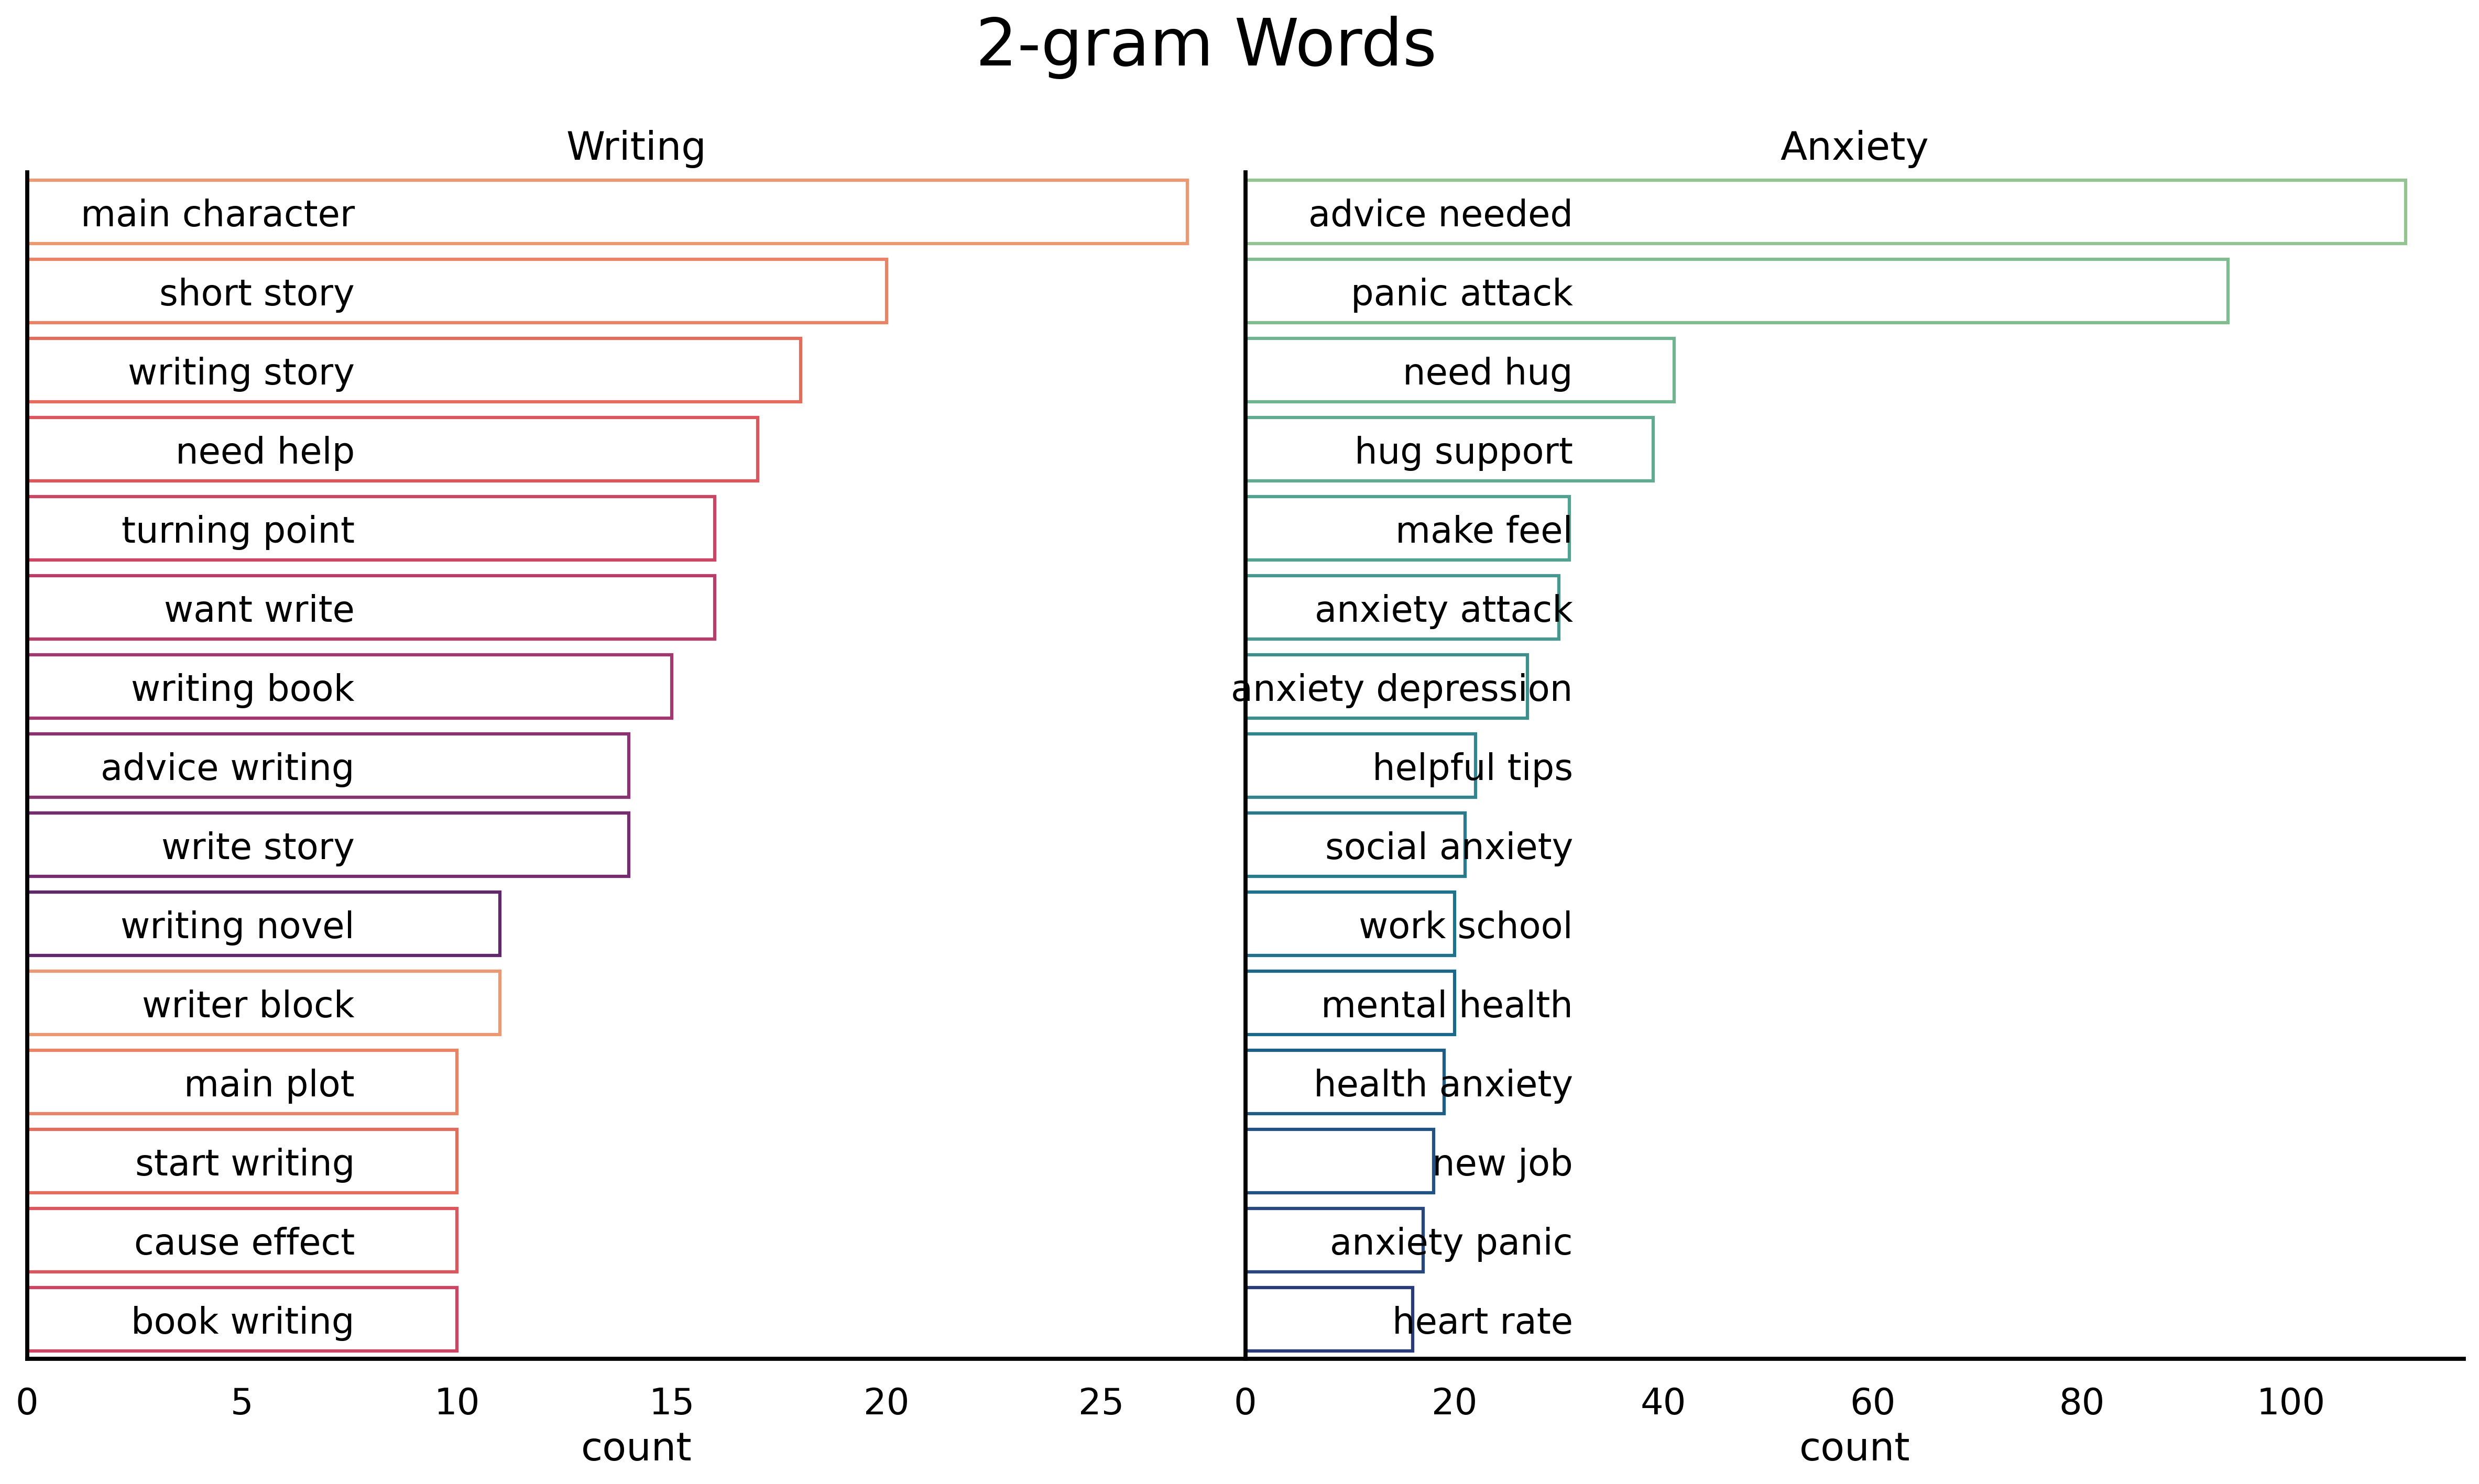 2-gram Words
Writing
main character
short story
writing story
need help
turning point
want write
writing book
advice writing
write story
writing novel
writer block
main plot
start writing
cause effect
book writing
0 5 10 15 20 25
count
Anxiety
advice needed
panic attack
need hug
hug support
make feel
anxiety attack
anxiety depression
helpful tips
social anxiety
work school
mental health
health anxiety
new job
anxiety panic
heart rate
0 20 40 60 80 100
count